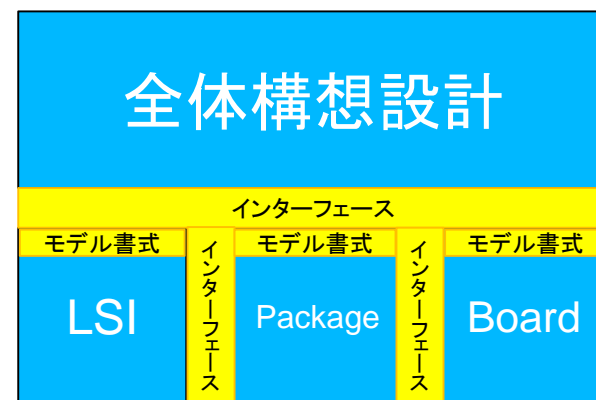 全体構想設計
インターフェース
モデル書式
インターフェース
モデル書式
インターフェース
モデル書式
LSI
Package
Board